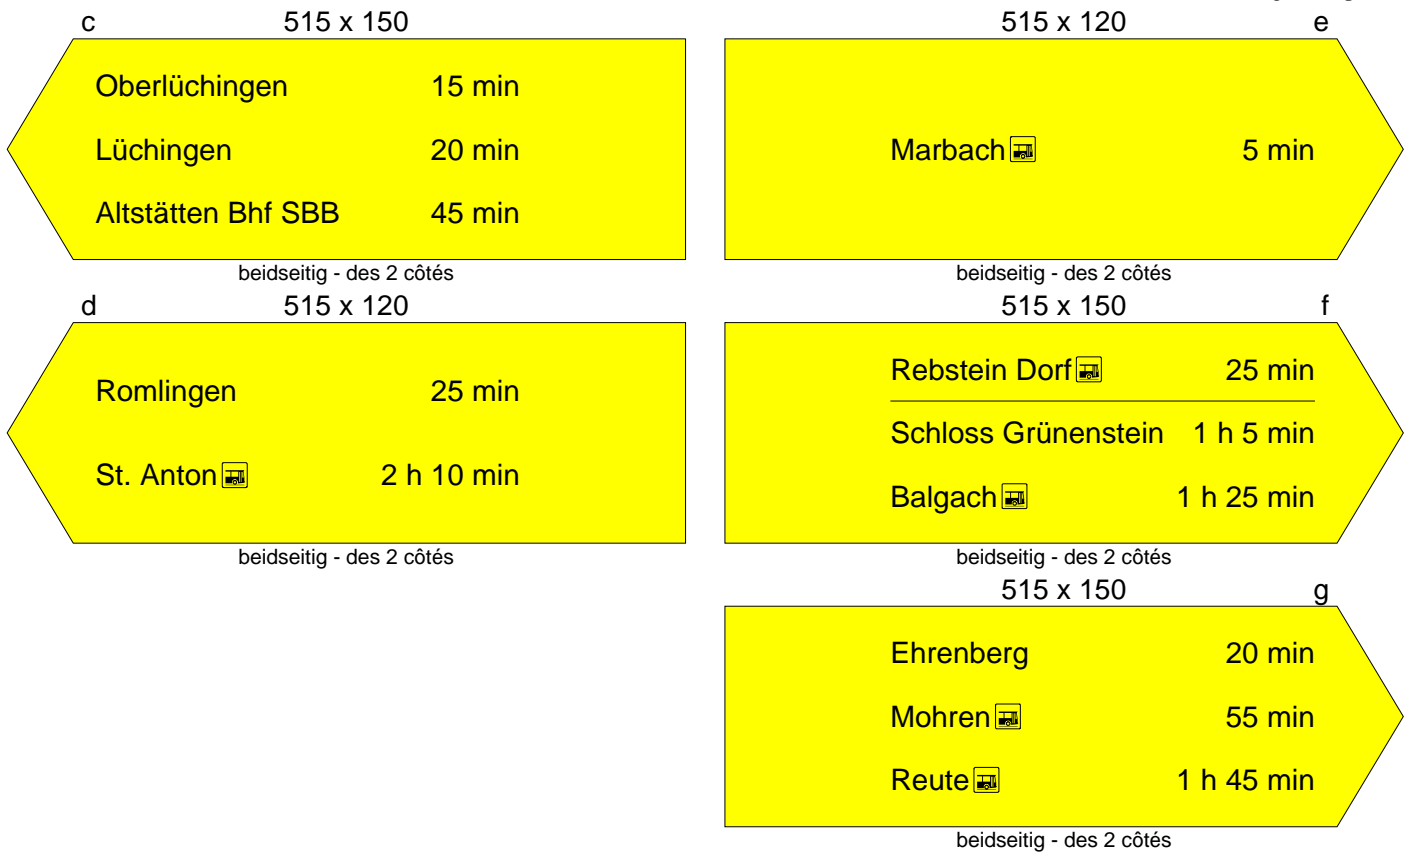 c 515 x 150
Oberlüchingen 15 min
Lüchingen 20 min
Altstätten Bhf SBB 45 min
beidseitig - des 2 côtés
515 x 120 e
Marbach 5 min
beidseitig - des 2 côtés
d 515 x 120
Romlingen 25 min
St. Anton 2 h 10 min
beidseitig - des 2 côtés
515 x 150 f
Rebstein Dorf 25 min
Schloss Grünenstein 1 h 5 min
Balgach 1 h 25 min
beidseitig - des 2 côtés
515 x 150 g
Ehrenberg 20 min
Mohren 55 min
Reute 1 h 45 min
beidseitig - des 2 côtés